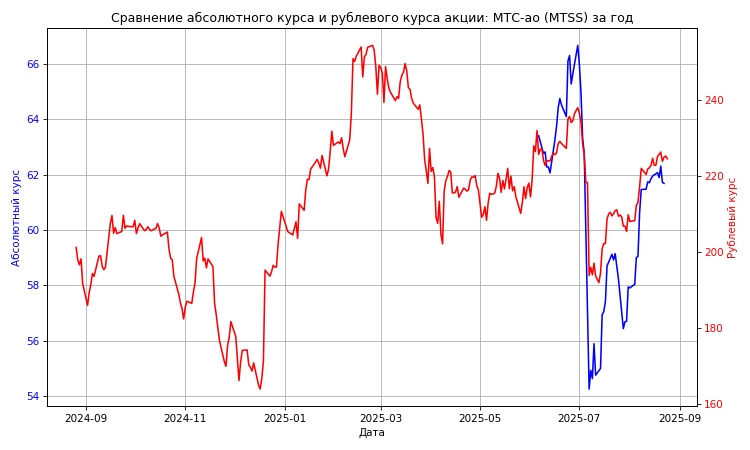 Сравнение абсолютного курса и рублевого курса акции: МТС-ао (MTSS) за год
66
64
62
60
58
56
54
Абсолютный курс
240
220
200
180
160
Рублевый курс
2024-09 2024-11 2025-01 2025-03 2025-05 2025-07 2025-09
Дата